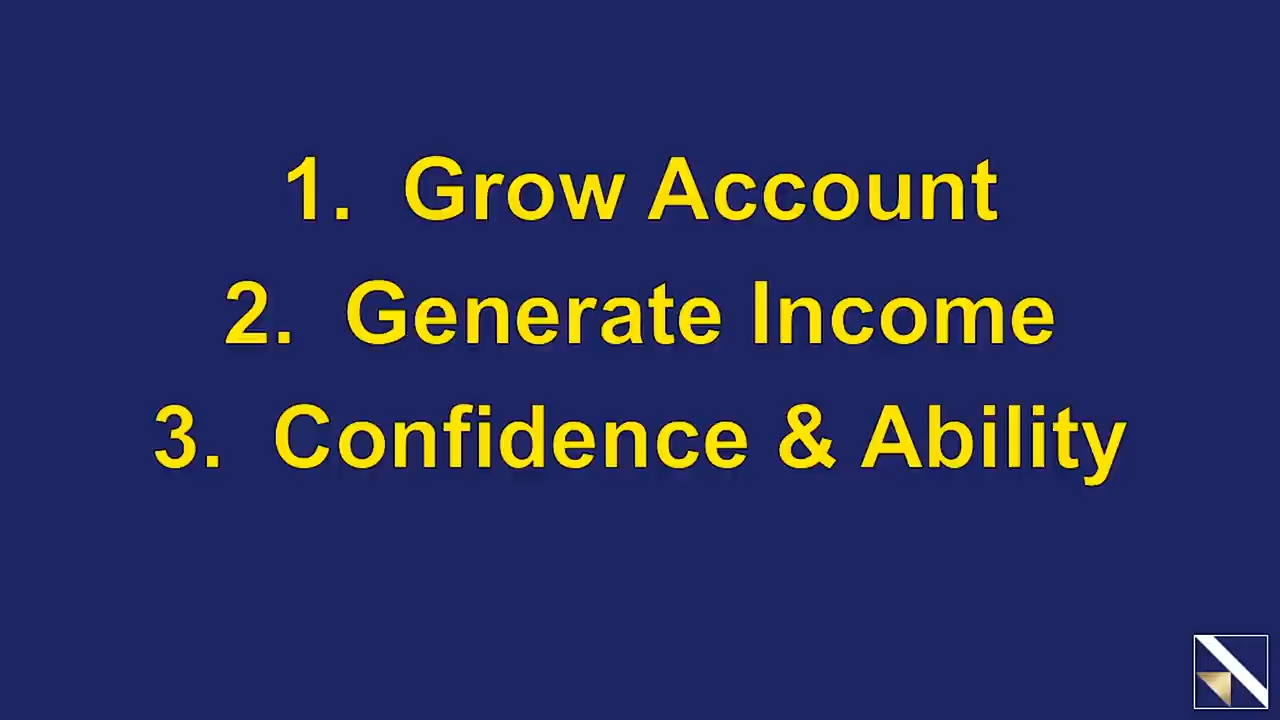 1. Grow Account
2. Generate Income
3. Confidence & Ability